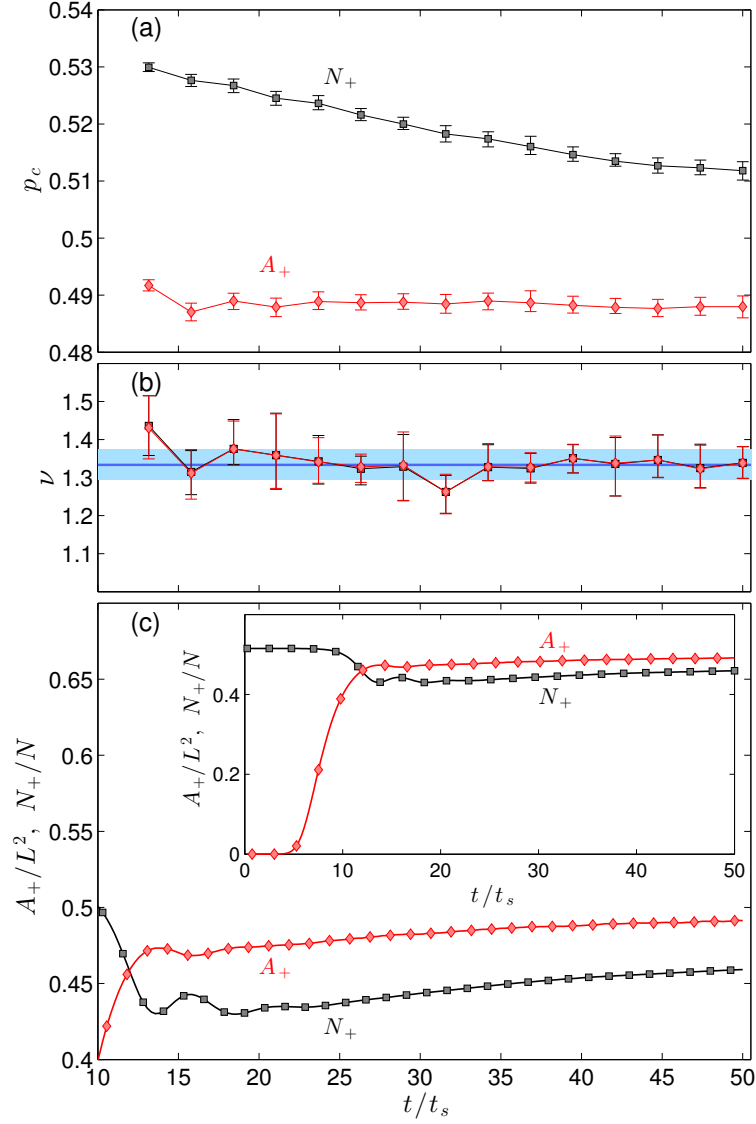 (a)
0.54
0.53
0.52
0.51
0.5
0.49
0.48
p_c
N_+
A_+
(b)
1.5
1.4
1.3
1.2
1.1
ν
(c)
0.65
0.6
0.55
0.5
0.45
0.4
A_+/L^2, N_+/N
A_+
N_+
10 15 20 25 30 35 40 45 50
t/t_s
0.4
0.2
0
A_+/L^2, N_+/N
A_+
N_+
0 10 20 30 40 50
t/t_s